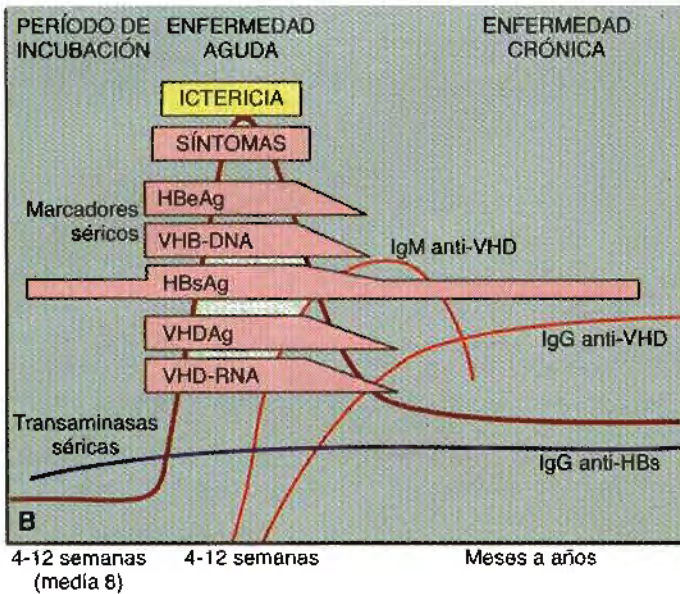 PERÍODO DE
INCUBACIÓN
ENFERMEDAD
AGUDA
ENFERMEDAD
CRÓNICA
ICTERICIA
SÍNTOMAS
HBeAg
Marcadores
séricos
VHB-DNA
IgM anti-VHD
HBsAg
VHDAg
IgG anti-VHD
VHD-RNA
Transaminasas
séricas
IgG anti-HBs
B
4-12 semanas
(media 8)
4-12 semanas
Meses a años